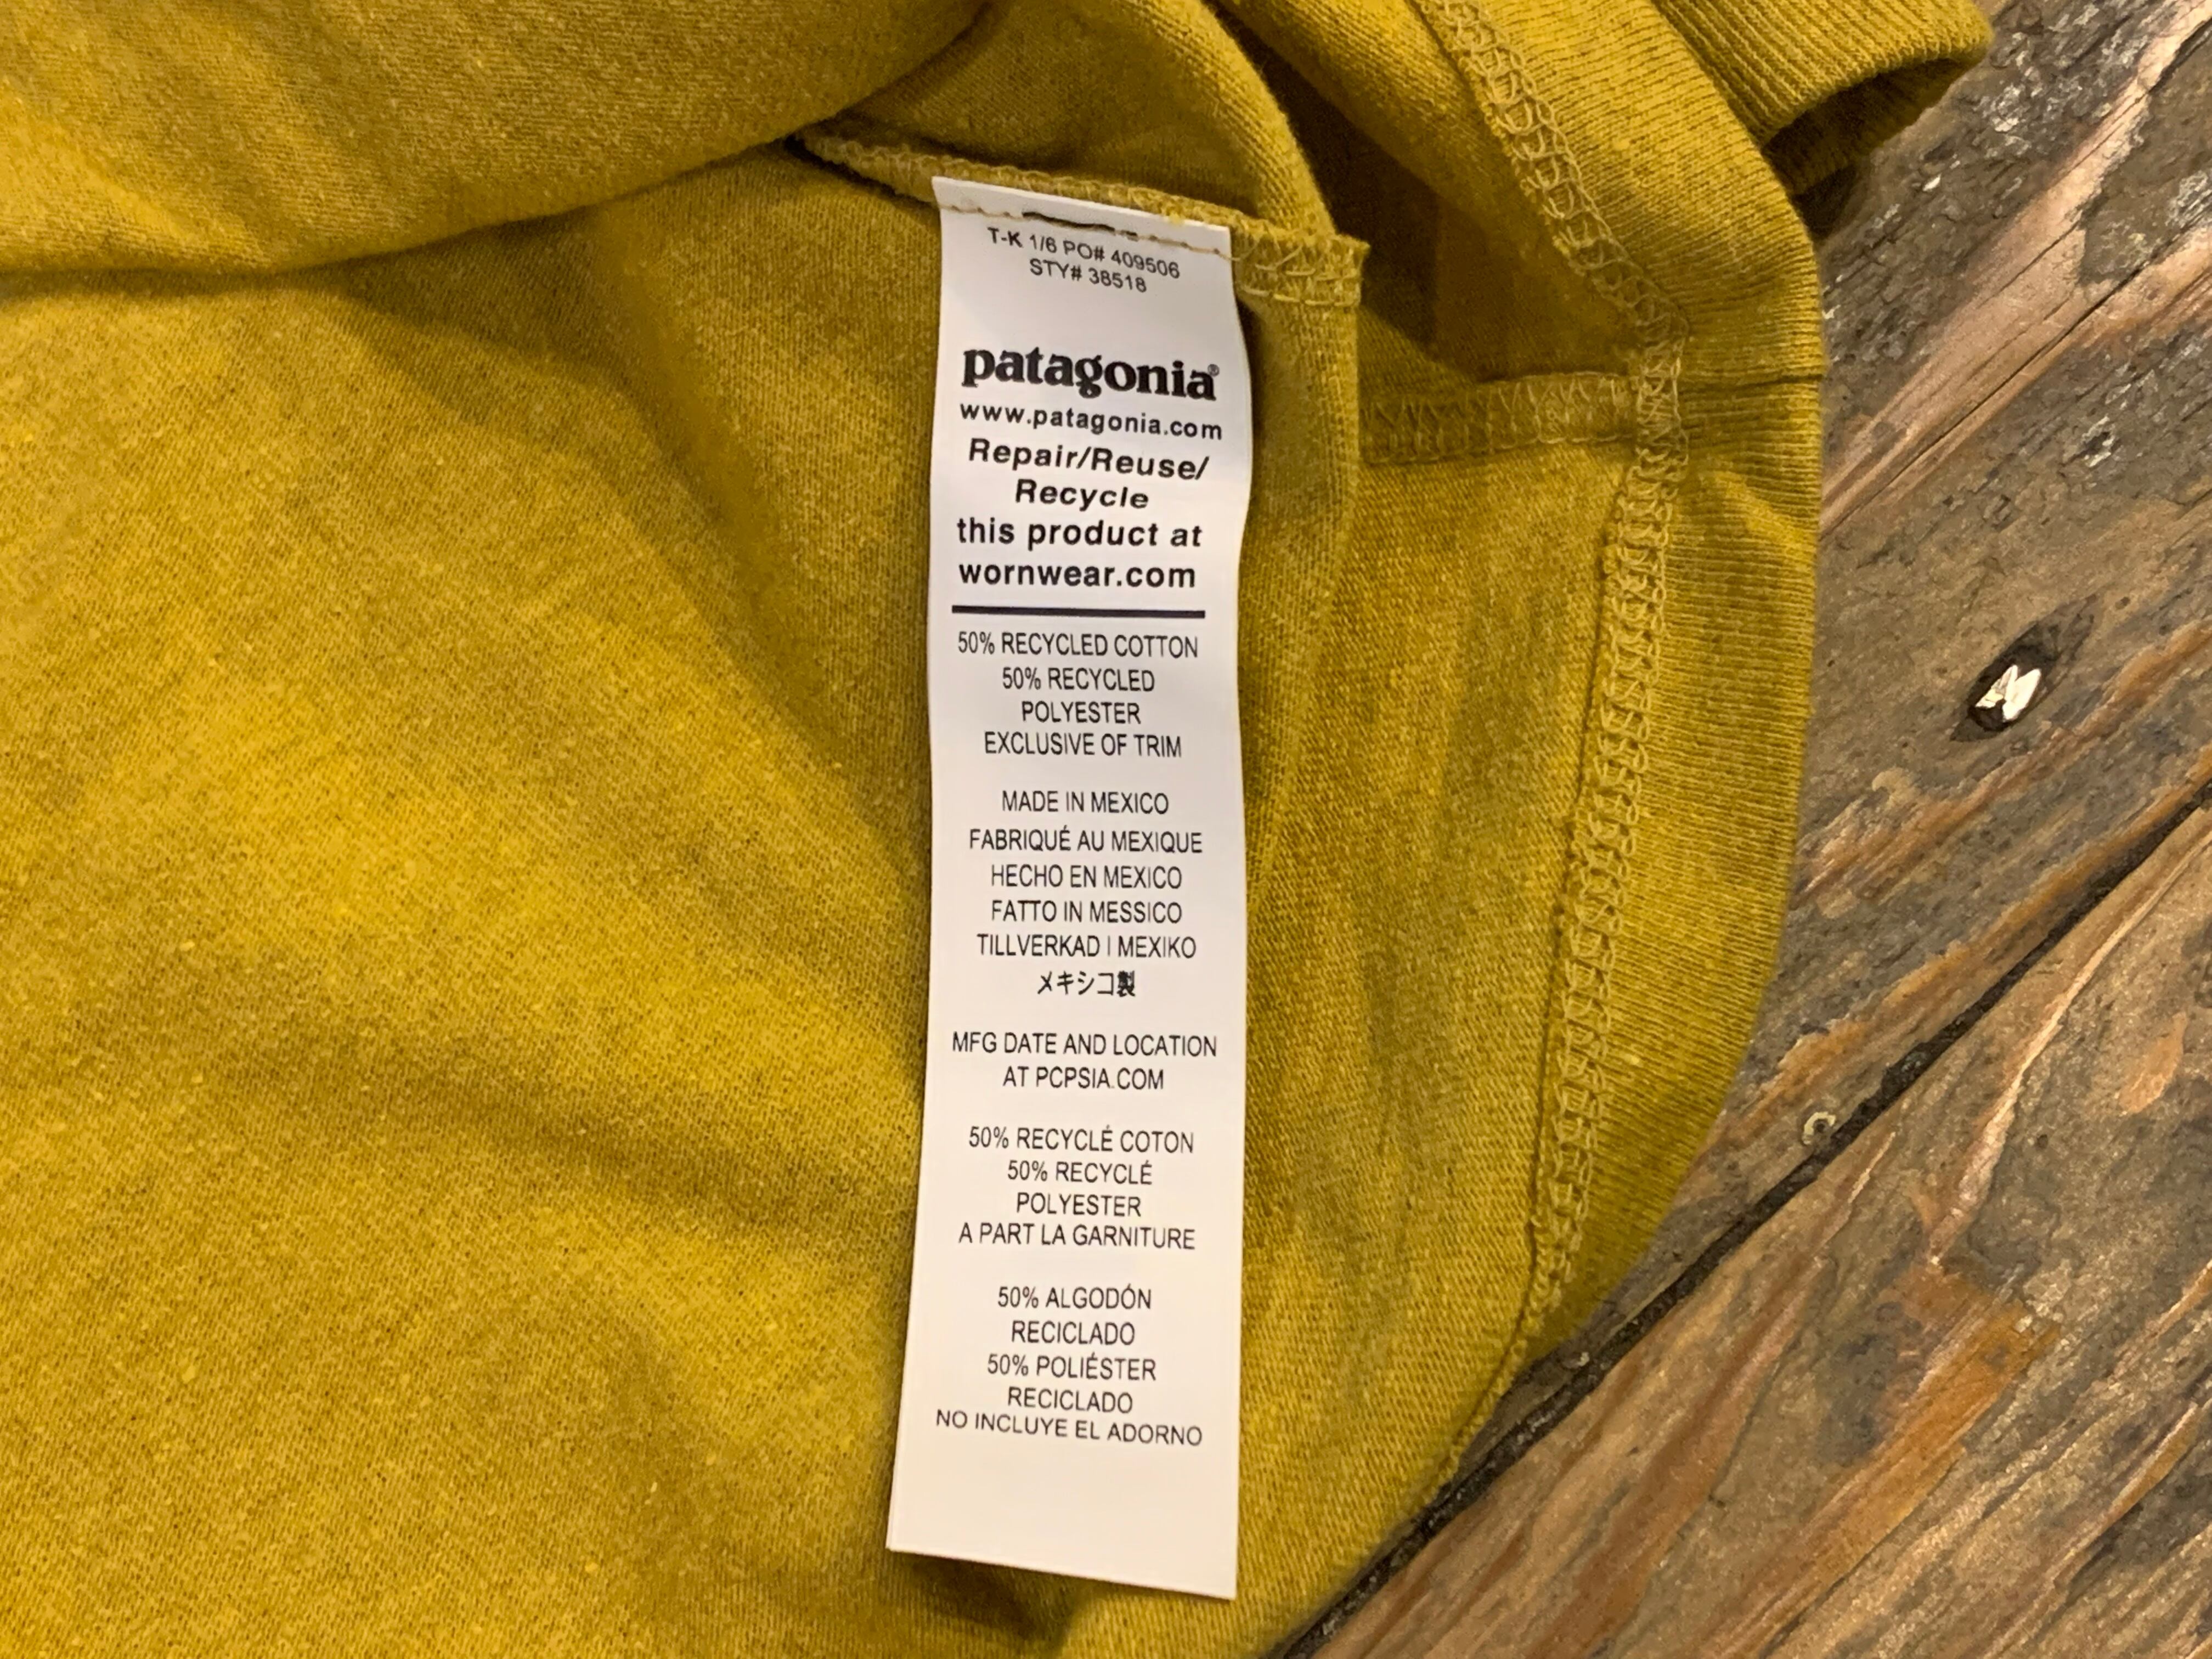 T-K 1/6 PO# 409506
STY# 38518
patagonia®
www.patagonia.com
Repair/Reuse/
Recycle
this product at
wornwear.com
50% RECYCLED COTTON
50% RECYCLED
POLYESTER
EXCLUSIVE OF TRIM
MADE IN MEXICO
FABRIQUÉ AU MEXIQUE
HECHO EN MEXICO
FATTO IN MESSICO
TILLVERKAD I MEXIKO
メキシコ製
MFG DATE AND LOCATION
AT PCPSIA.COM
50% RECYCLÉ COTON
50% RECYCLÉ
POLYESTER
A PART LA GARNITURE
50% ALGODÓN
RECICLADO
50% POLIÉSTER
RECICLADO
NO INCLUYE EL ADORNO